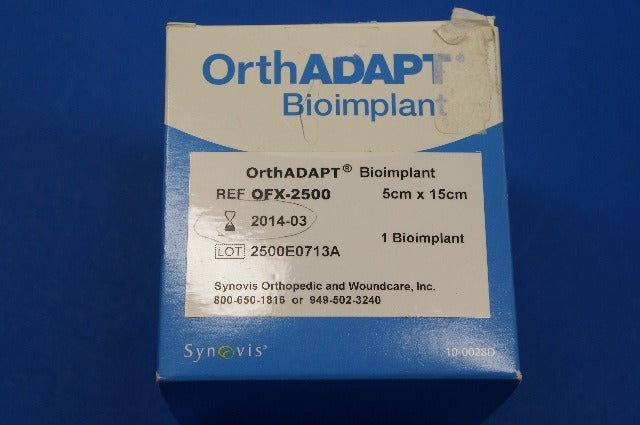 OrthADAPT®
Bioimplant
OrthADAPT® Bioimplant
REF OFX-2500 5cm x 15cm
2014-03
1 Bioimplant
LOT 2500E0713A
Synovis Orthopedic and Woundcare, Inc.
800-650-1816 or 949-502-3240
Synovis®
10-0028D